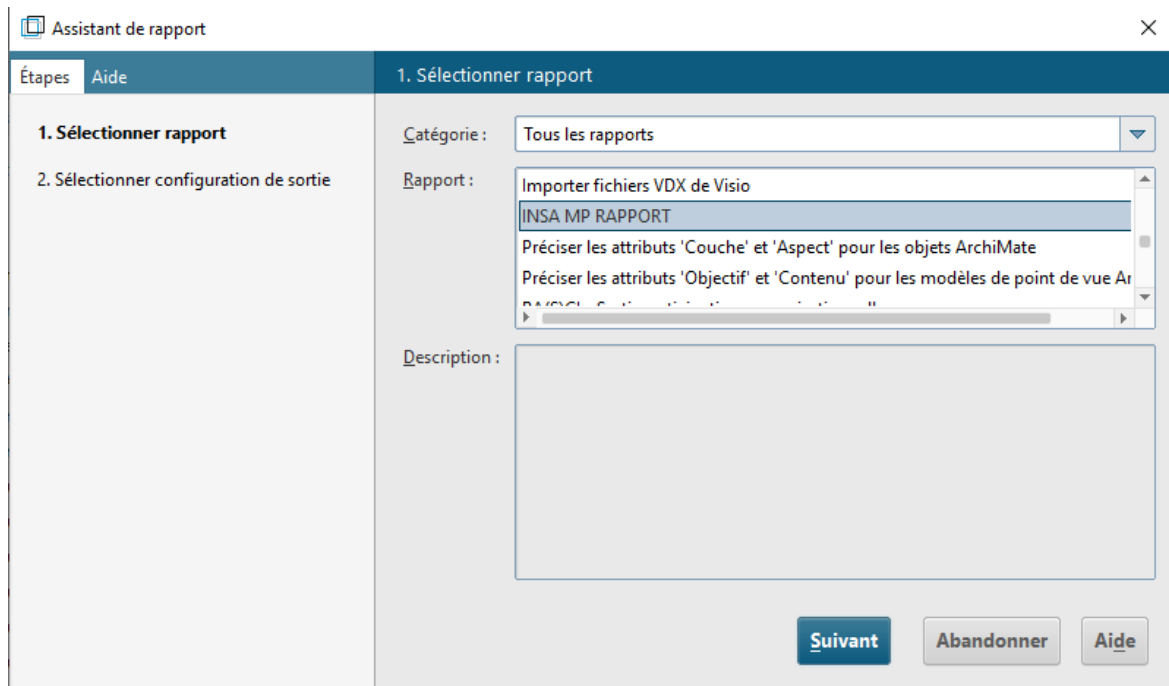 Assistant de rapport
Étapes Aide
1. Sélectionner rapport
2. Sélectionner configuration de sortie
1. Sélectionner rapport
Catégorie : Tous les rapports
Rapport :
Importer fichiers VDX de Visio
INSA MP RAPPORT
Préciser les attributs 'Couche' et 'Aspect' pour les objets ArchiMate
Préciser les attributs 'Objectif' et 'Contenu' pour les modèles de point de vue Ar
Description :
Suivant Abandonner Aide